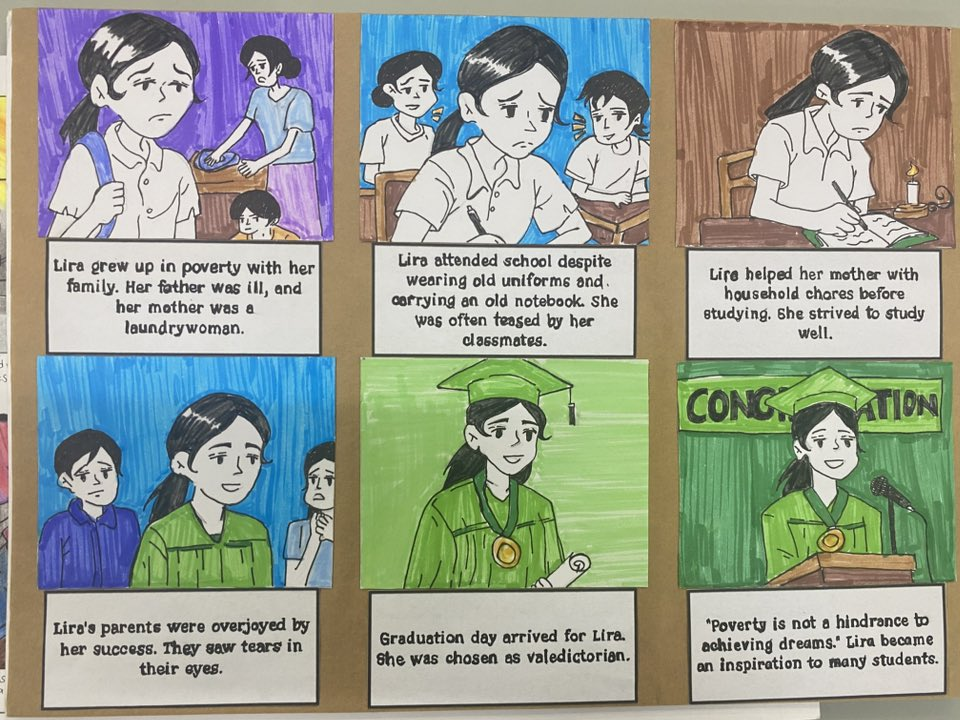 Lira grew up in poverty with her
family. Her father was ill, and
her mother was a
laundrywoman.
Lira attended school despite
wearing old uniforms and
carrying an old notebook. She
was often teased by her
classmates.
Lira helped her mother with
household chores before
studying. She strived to study
well.
CONG ATION
Lira's parents were overjoyed by
her success. They saw tears in
their eyes.
Graduation day arrived for Lira.
She was chosen as valedictorian.
"Poverty is not a hindrance to
achieving dreams." Lira became
an inspiration to many students.